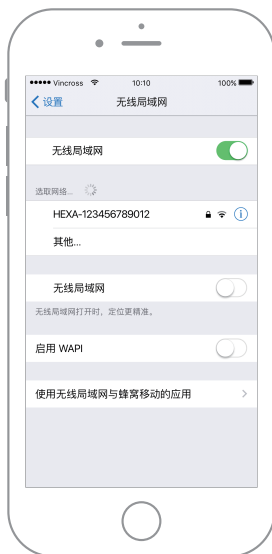 ●●●●● Vincross 10:10 100%
设置 无线局域网
无线局域网
选取网络...
HEXA-123456789012
其他...
无线局域网
无线局域网打开时，定位更精准。
启用 WAPI
使用无线局域网与蜂窝移动的应用